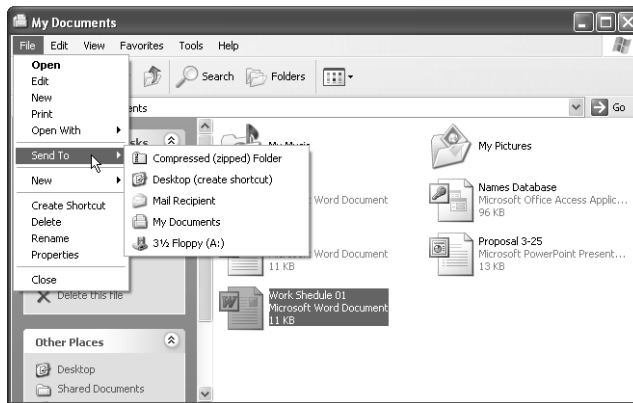 My Documents
File Edit View Favorites Tools Help
Open
Edit
New
Print
Open With
Send To
New
Create Shortcut
Delete
Rename
Properties
Close
Search Folders
Go
Compressed (zipped) Folder
Desktop (create shortcut)
Mail Recipient
My Documents
3½ Floppy (A:)
My Pictures
Word Document
Names Database
Microsoft Office Access Applic...
96 KB
Word Document
11 KB
Proposal 3-25
Microsoft PowerPoint Present...
13 KB
Work Shedule 01
Microsoft Word Document
11 KB
Delete this file
Other Places
Desktop
Shared Documents